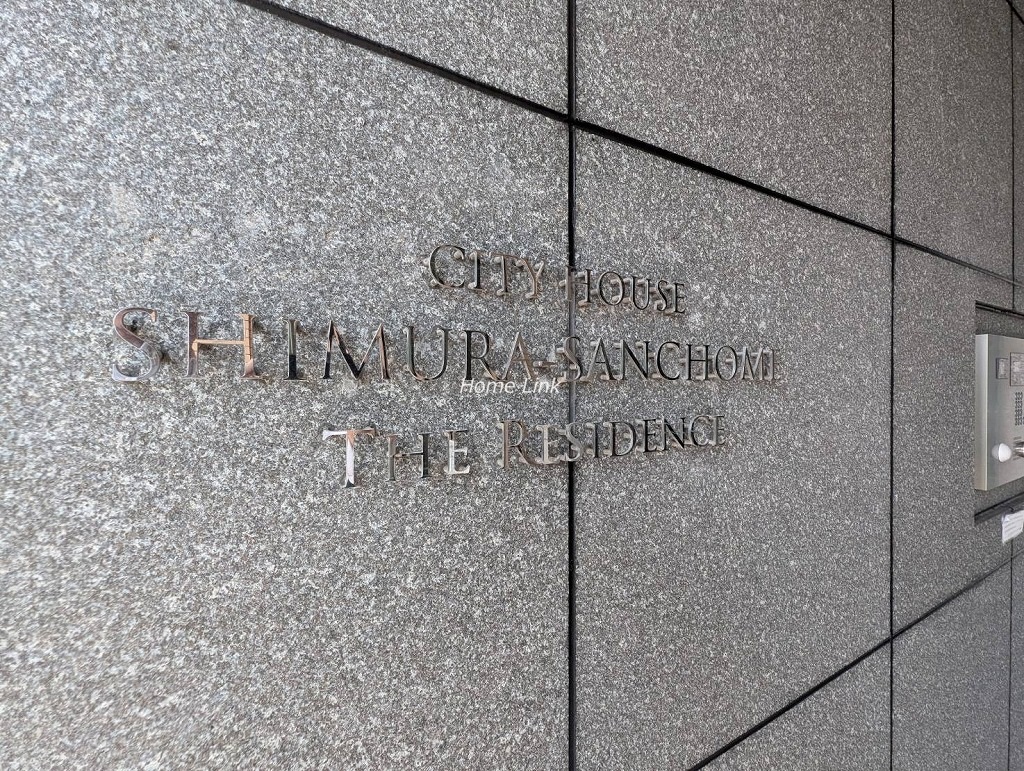 CITY HOUSE
SHIMURA-SANCHOME
Home Link
THE RESIDENCE